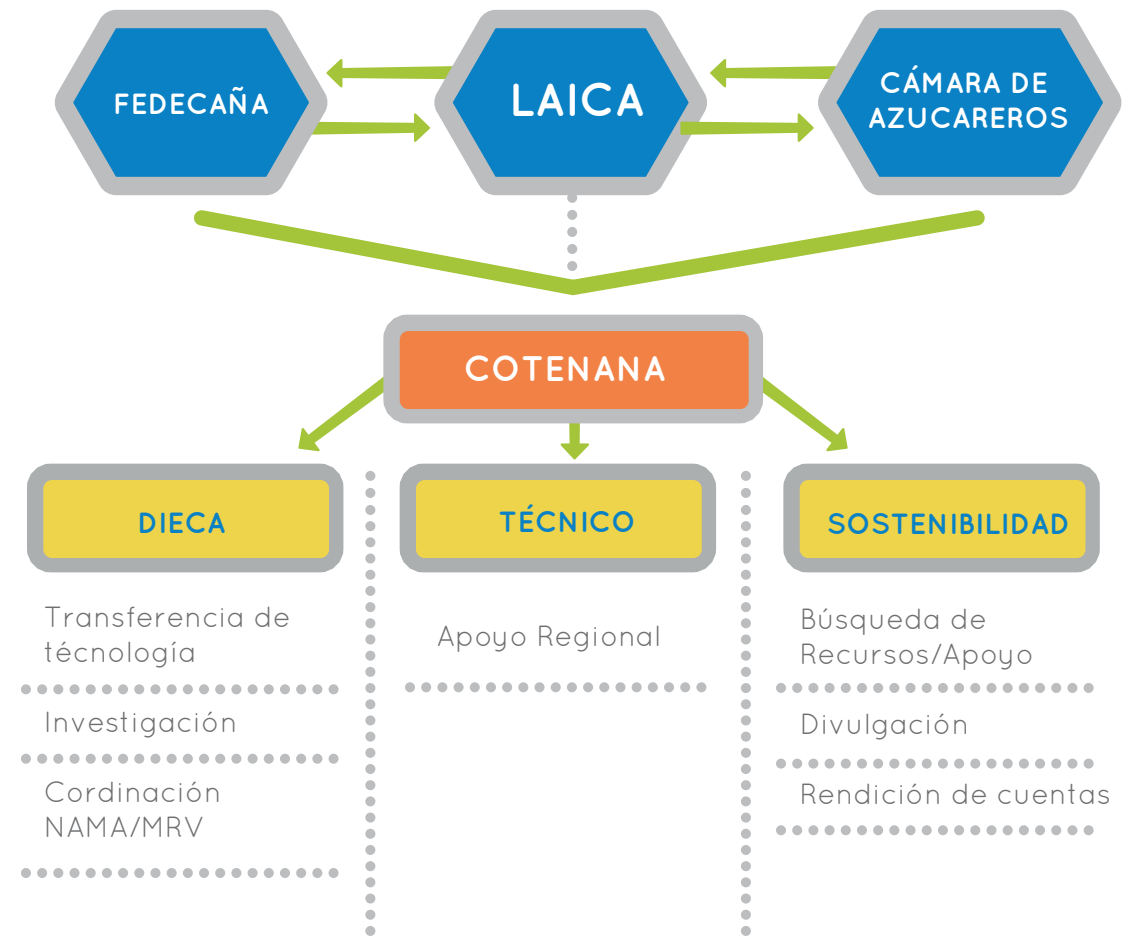 FEDECAÑA
LAICA
CÁMARA DE
AZUCAREROS
COTENANA
DIECA
Transferencia de
técnología
Investigación
Cordinación
NAMA/MRV
TÉCNICO
Apoyo Regional
SOSTENIBILIDAD
Búsqueda de
Recursos/Apoyo
Divulgación
Rendición de cuentas